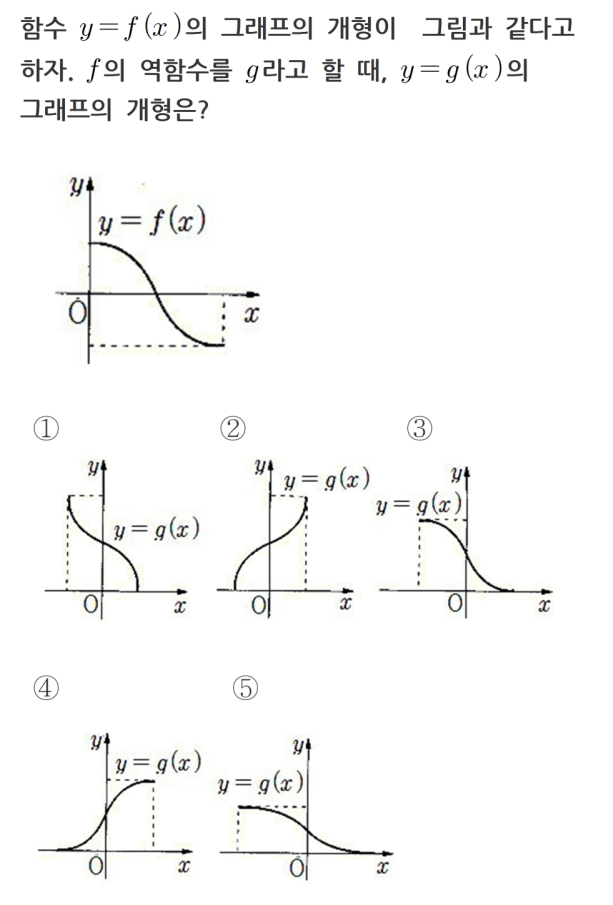 함수 y=f(x)의 그래프의 개형이 그림과 같다고
하자. f의 역함수를 g라고 할 때, y=g(x)의
그래프의 개형은?
y
y=f(x)
O
x
① ② ③
y
y=g(x)
O
x
y
y=g(x)
O
x
y
y=g(x)
O
x
④ ⑤
y
y=g(x)
O
x
y
y=g(x)
O
x